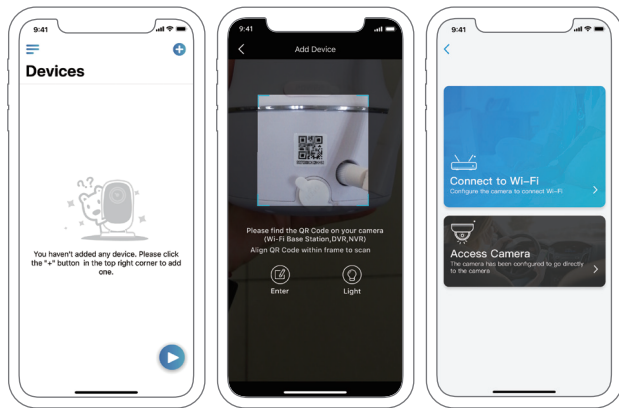 9:41
Devices
??
You haven't added any device. Please click
the "+" button in the top right corner to add
one.
9:41
Add Device
Please find the QR Code on your camera
(Wi-Fi Base Station,DVR,NVR)
Align QR Code within frame to scan
Enter
Light
9:41
Connect to Wi-Fi
Configure the camera to connect Wi-Fi
Access Camera
The camera has been configured to go directly
to the camera